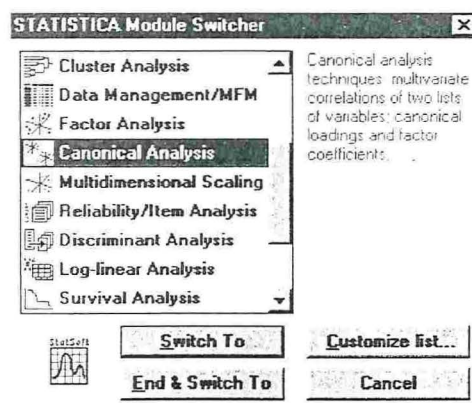 STATISTICA Module Switcher
Cluster Analysis
Data Management/MFM
Factor Analysis
Canonical Analysis
Multidimensional Scaling
Reliability/Item Analysis
Discriminant Analysis
Log-linear Analysis
Survival Analysis
Canonical analysis
techniques: multivariate
correlations of two lists
of variables; canonical
loadings and factor
coefficients.
StatSoft
Switch To
Customize list...
End & Switch To
Cancel